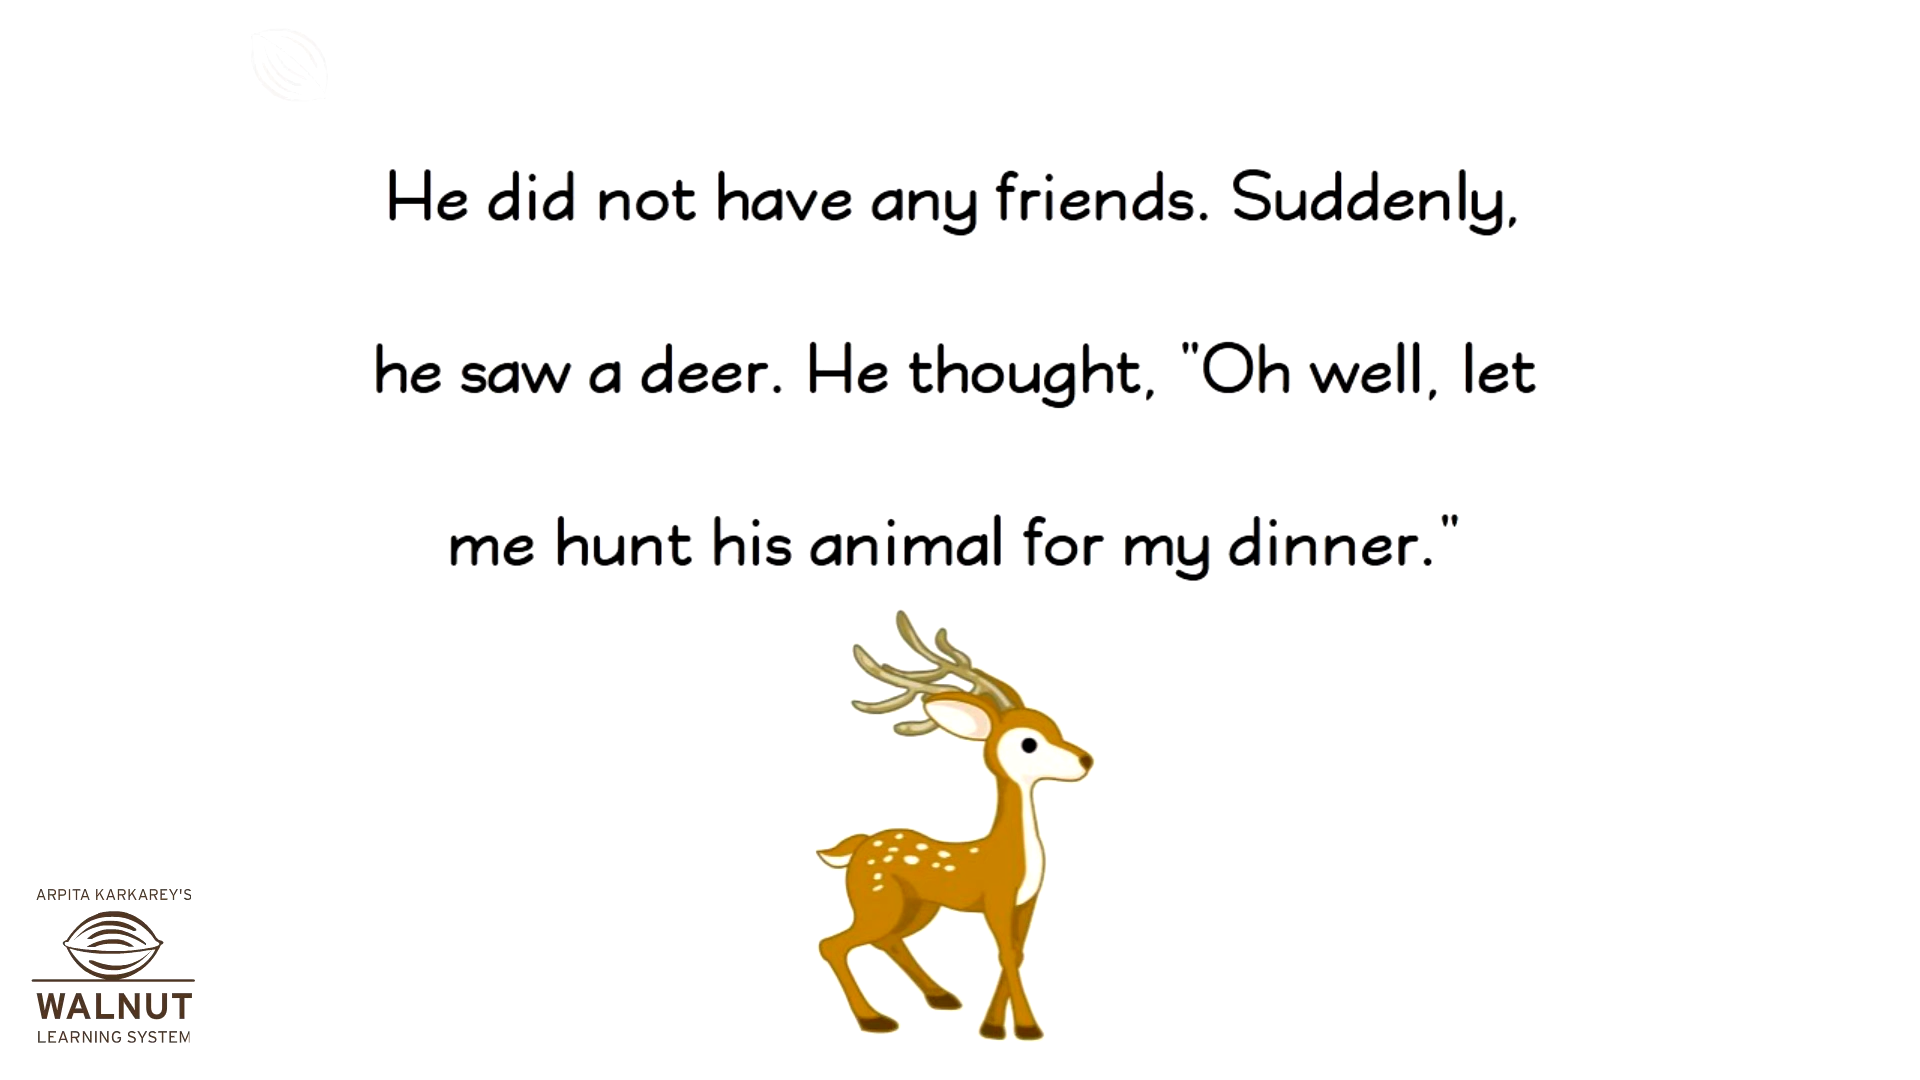 He did not have any friends. Suddenly,
he saw a deer. He thought, "Oh well, let
me hunt his animal for my dinner."
ARPITA KARKAREY'S
WALNUT
LEARNING SYSTEM